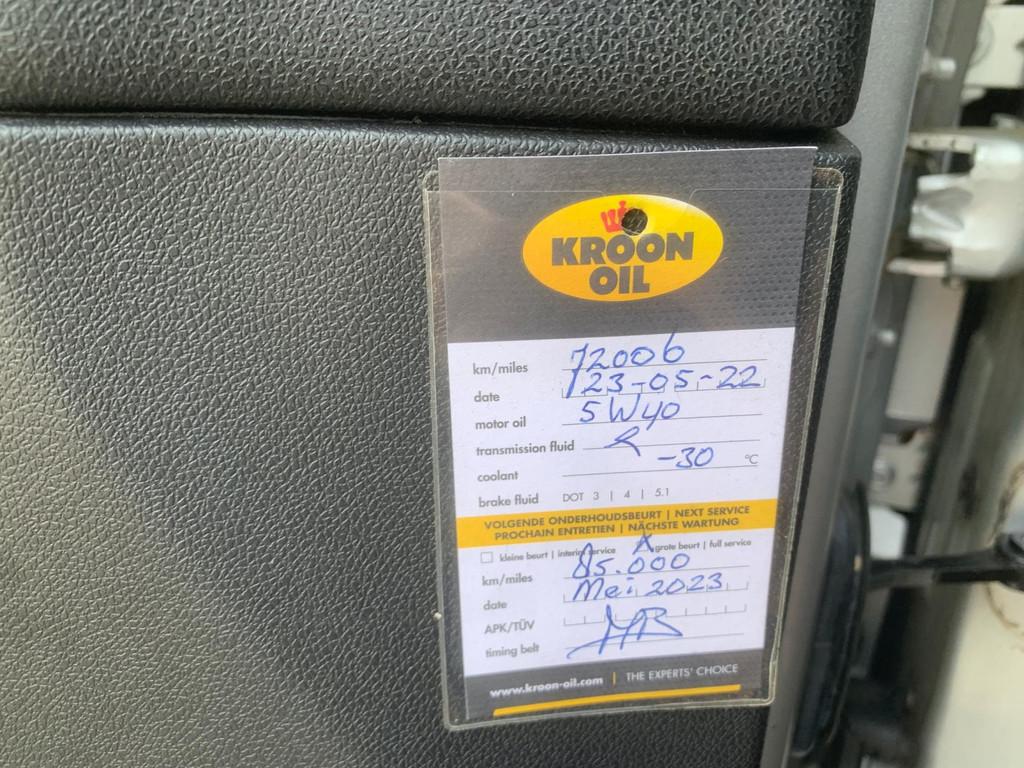 KROON
OIL
km/miles 72006
date 23-05-22
motor oil 5W40
transmission fluid
coolant -30 °C
brake fluid DOT 3 | 4 | 5.1
VOLGENDE ONDERHOUDSBEURT | NEXT SERVICE
PROCHAIN ENTRETIEN | NÄCHSTE WARTUNG
kleine beurt | interim service X grote beurt | full service
km/miles 85.000
date Mei 2023
APK/TÜV
timing belt
www.kroon-oil.com | THE EXPERTS' CHOICE